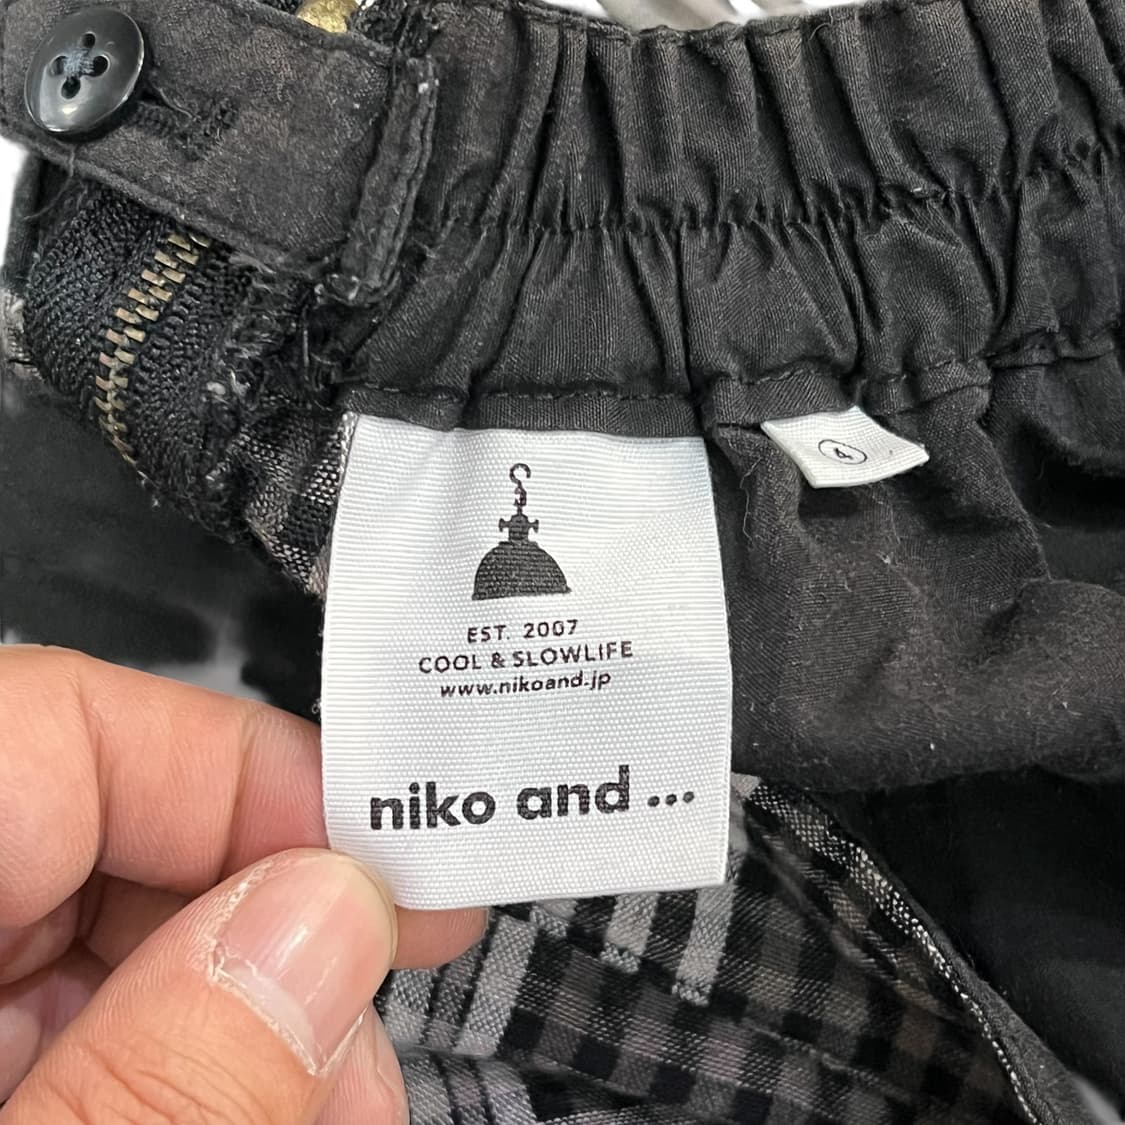 EST. 2007
COOL & SLOWLIFE
www.nikoand.jp
niko and ...
4